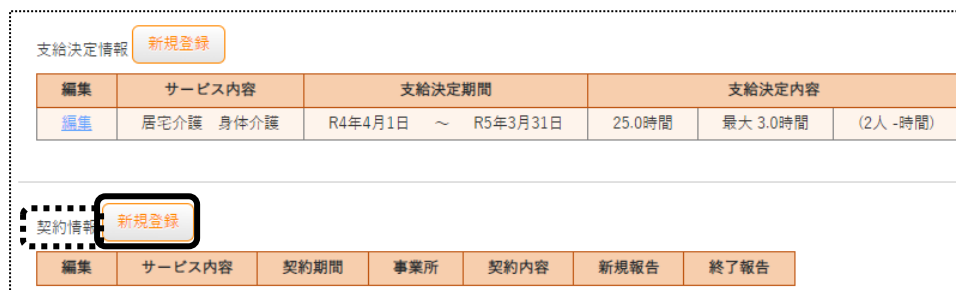 支給決定情報 新規登録
編集 サービス内容 支給決定期間 支給決定内容
編集 居宅介護 身体介護 R4年4月1日 ～ R5年3月31日 25.0時間 最大 3.0時間 (2人 -時間)
契約情報 新規登録
編集 サービス内容 契約期間 事業所 契約内容 新規報告 終了報告